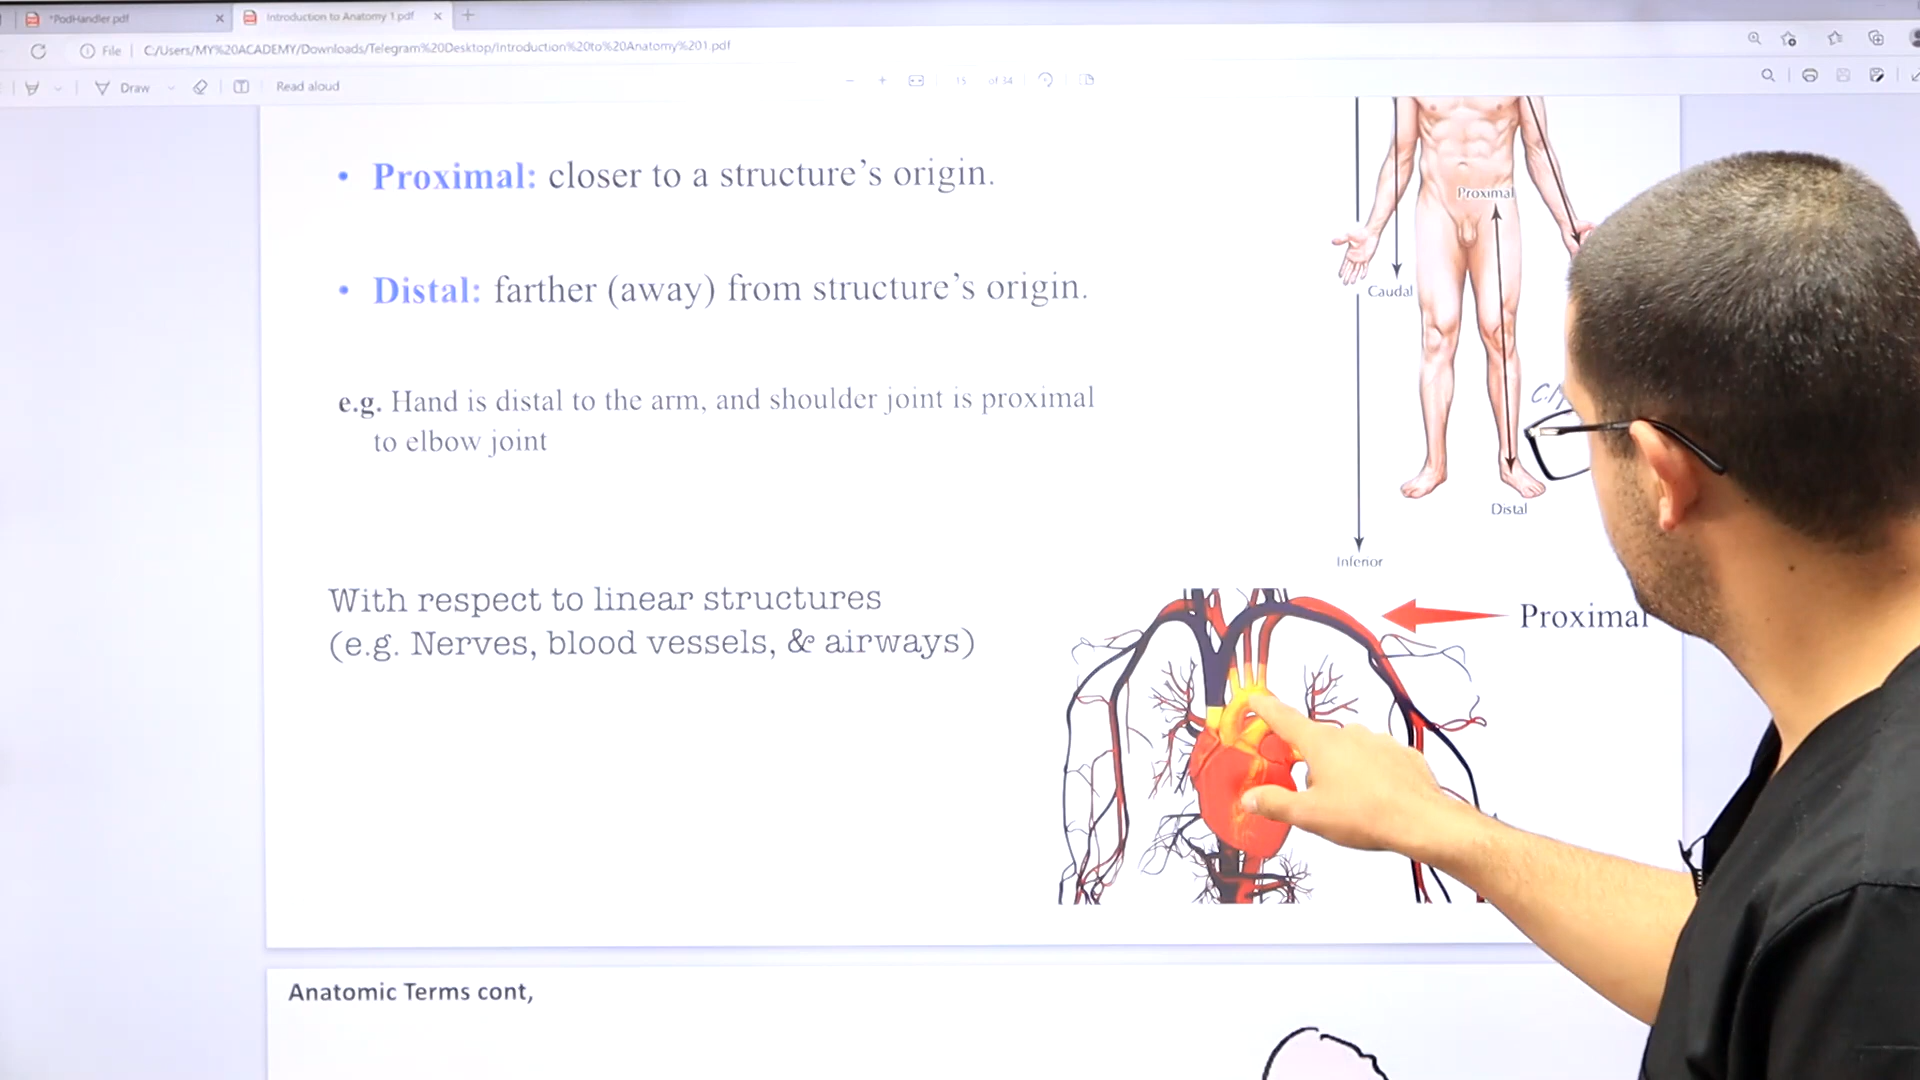 *PodHandler.pdf
Introduction to Anatomy 1.pdf
File
C:/Users/MY%20ACADEMY/Downloads/Telegram%20Desktop/Introduction%20to%20Anatomy%201.pdf
Draw
Read aloud
15
of 34
• Proximal: closer to a structure’s origin.
• Distal: farther (away) from structure’s origin.
e.g. Hand is distal to the arm, and shoulder joint is proximal
to elbow joint
With respect to linear structures
(e.g. Nerves, blood vessels, & airways)
Proximal
Caudal
Distal
Inferior
Proximal
Anatomic Terms cont,